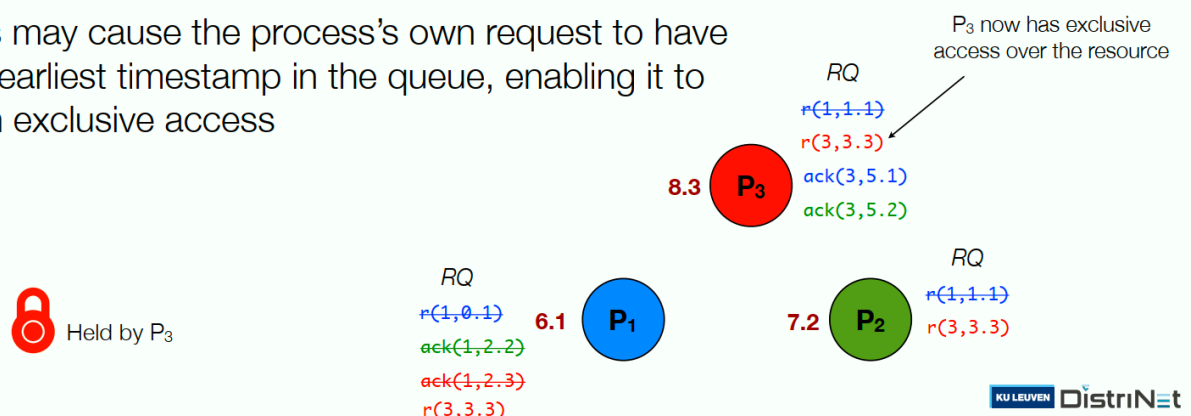 may cause the process's own request to have
earliest timestamp in the queue, enabling it to
exclusive access
P3 now has exclusive
access over the resource
RQ
r(1,1.1)
r(3,3.3)
ack(3,5.1)
ack(3,5.2)
8.3
P3
RQ
r(1,0.1)
ack(1,2.2)
ack(1,2.3)
r(3,3.3)
6.1
P1
7.2
P2
RQ
r(1,1.1)
r(3,3.3)
Held by P3
KU LEUVEN DistriNet